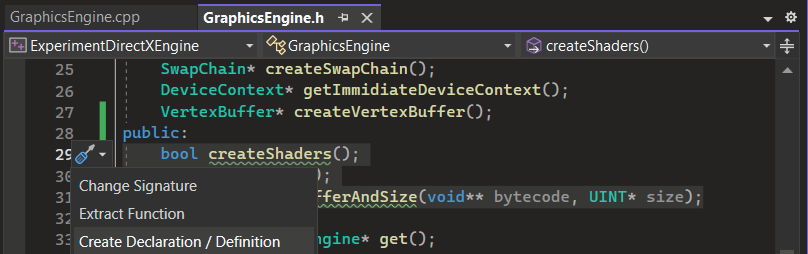 GraphicsEngine.cpp
GraphicsEngine.h
ExperimentDirectXEngine
GraphicsEngine
createShaders()
25 SwapChain* createSwapChain();
26 DeviceContext* getImmidiateDeviceContext();
27 VertexBuffer* createVertexBuffer();
28 public:
29 bool createShaders();
30 );
31 fferAndSize(void** bytecode, UINT* size);
33 ngine* get();
Change Signature
Extract Function
Create Declaration / Definition